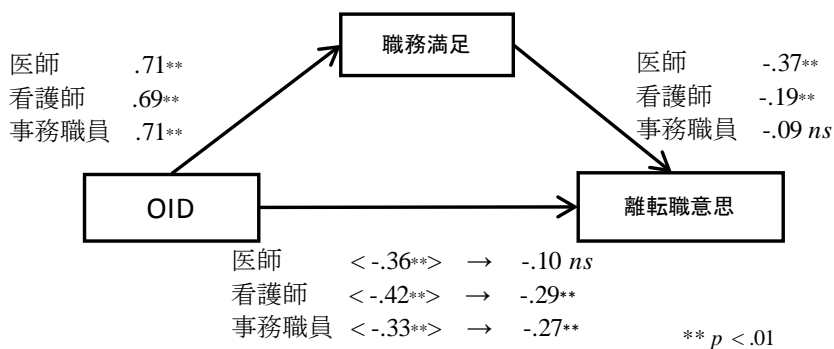 職務満足
医師 .71**
看護師 .69**
事務職員 .71**
医師 -.37**
看護師 -.19**
事務職員 -.09 ns
OID
離転職意思
医師 < -.36**> → -.10 ns
看護師 < -.42**> → -.29**
事務職員 < -.33**> → -.27**
** p < .01